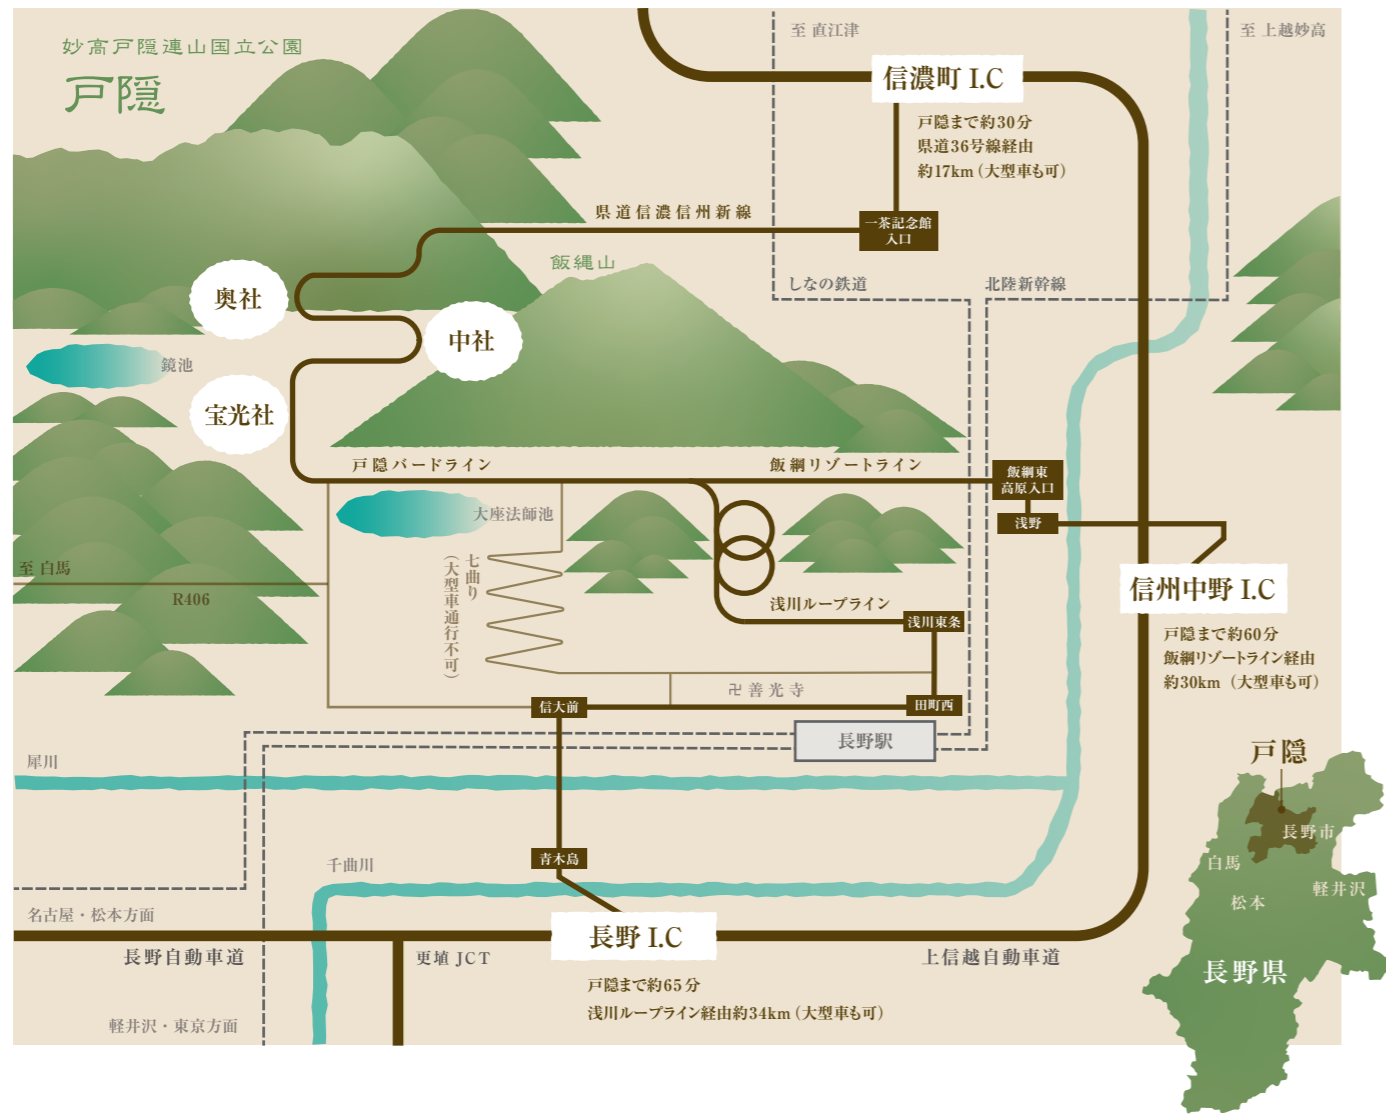 妙高戸隠連山国立公園
戸隠
至 直江津
至 上越妙高
信濃町 I.C
戸隠まで約30分
県道36号線経由
約17km（大型車も可）
県道信濃信州新線
一茶記念館
入口
飯縄山
しなの鉄道
北陸新幹線
奥社
中社
鏡池
宝光社
戸隠バードライン
飯綱リゾートライン
飯綱東
高原入口
浅野
大座法師池
七曲り
（大型車通行不可）
至 白馬
R406
浅川ループライン
浅川東条
信州中野 I.C
戸隠まで約60分
飯綱リゾートライン経由
約30km（大型車も可）
卍善光寺
信大前
田町西
長野駅
犀川
戸隠
長野市
白馬
軽井沢
松本
長野県
千曲川
青木島
名古屋・松本方面
長野 I.C
長野自動車道
更埴 JCT
上信越自動車道
戸隠まで約65分
浅川ループライン経由約34km（大型車も可）
軽井沢・東京方面